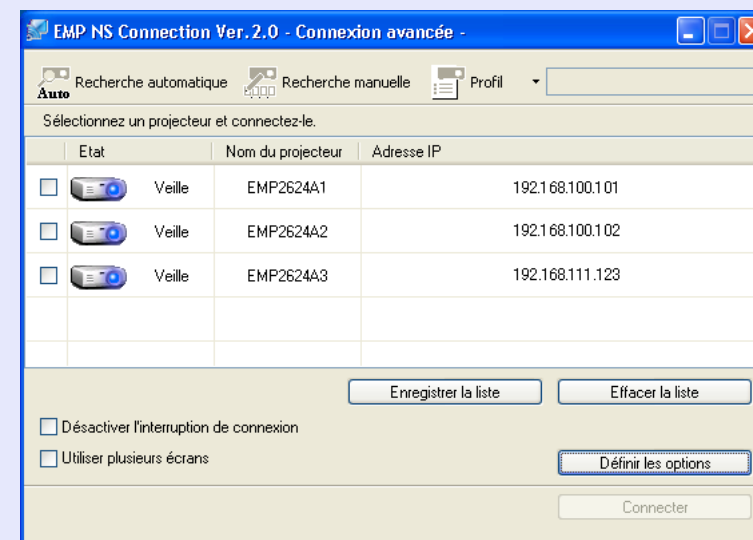 EMP NS Connection Ver.2.0 - Connexion avancée -
Auto Recherche automatique Recherche manuelle Profil
Sélectionnez un projecteur et connectez-le.
Etat Nom du projecteur Adresse IP
Veille EMP2624A1 192.168.100.101
Veille EMP2624A2 192.168.100.102
Veille EMP2624A3 192.168.111.123
Enregistrer la liste Effacer la liste
Désactiver l'interruption de connexion
Utiliser plusieurs écrans
Définir les options
Connecter